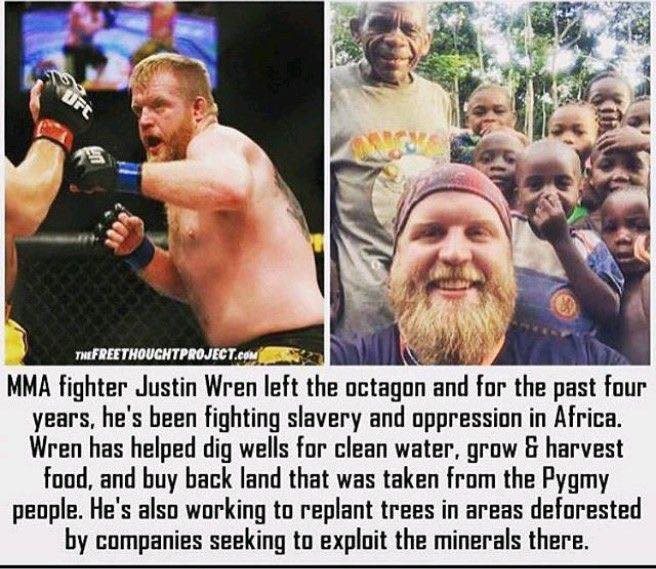 UFC
THEFREETHOUGHTPROJECT.COM
MMA fighter Justin Wren left the octagon and for the past four
years, he's been fighting slavery and oppression in Africa.
Wren has helped dig wells for clean water, grow & harvest
food, and buy back land that was taken from the Pygmy
people. He's also working to replant trees in areas deforested
by companies seeking to exploit the minerals there.